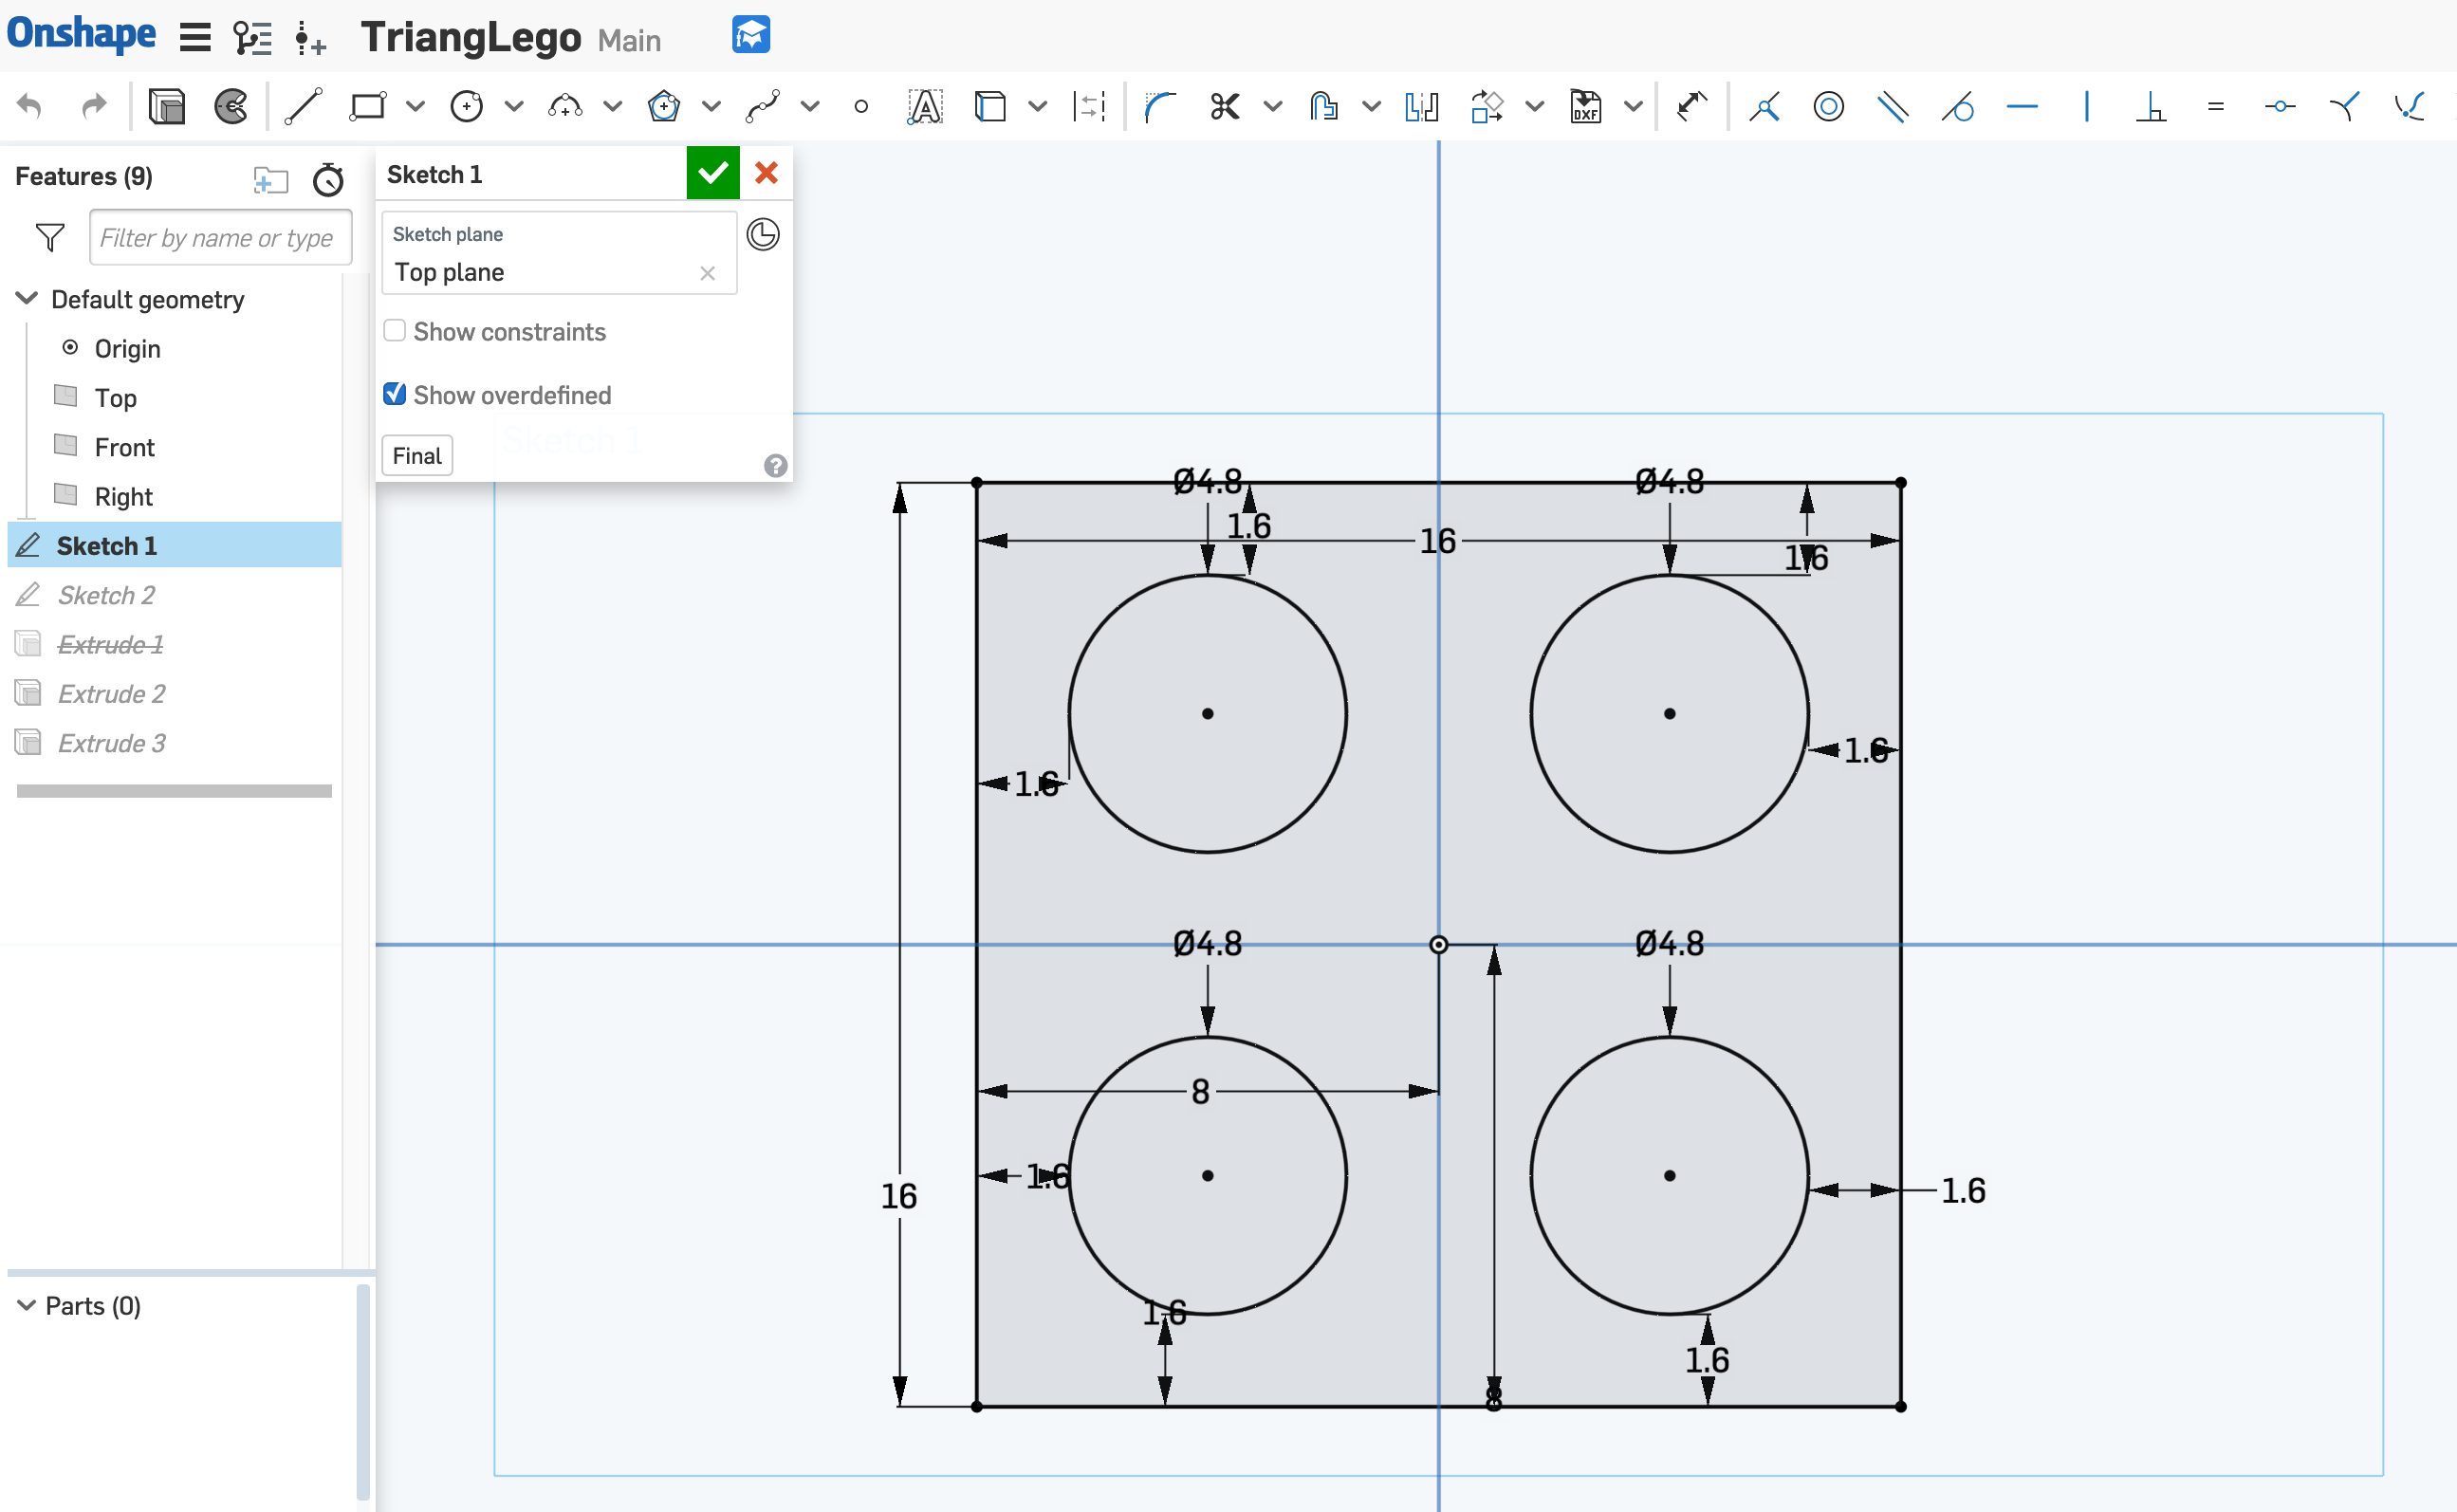 Onshape TriangLego Main
DXF
Features (9)
Filter by name or type
Default geometry
Origin
Top
Front
Right
Sketch 1
Sketch 2
Extrude 1
Extrude 2
Extrude 3
Parts (0)
Sketch 1
Sketch plane
Top plane
Show constraints
Show overdefined
Final
Sketch 1
Ø4.8
Ø4.8
1.6
16
1.6
1.6
1.6
Ø4.8
Ø4.8
8
1.6
16
1.6
1.6
1.6
8